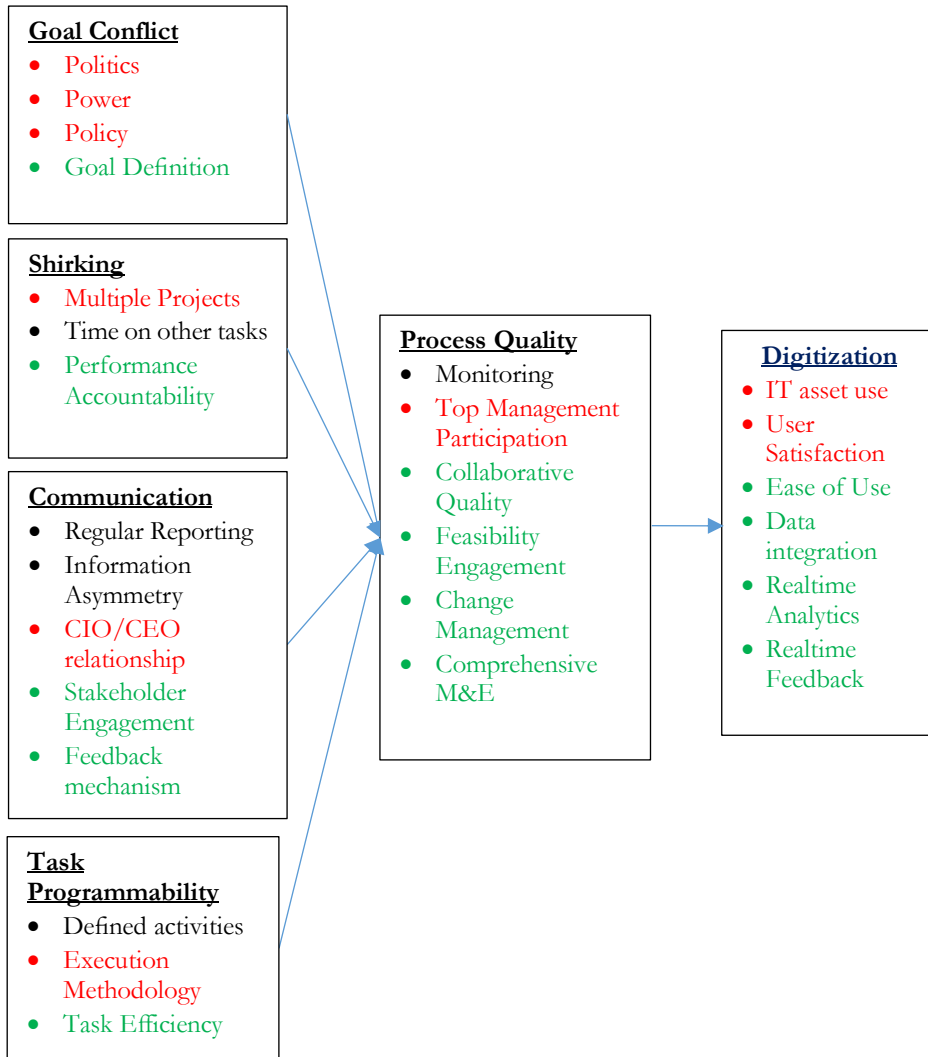 Goal Conflict
• Politics
• Power
• Policy
• Goal Definition
Shirking
• Multiple Projects
• Time on other tasks
• Performance
Accountability
Communication
• Regular Reporting
• Information
Asymmetry
• CIO/CEO
relationship
• Stakeholder
Engagement
• Feedback
mechanism
Task
Programmability
• Defined activities
• Execution
Methodology
• Task Efficiency
Process Quality
• Monitoring
• Top Management
Participation
• Collaborative
Quality
• Feasibility
Engagement
• Change
Management
• Comprehensive
M&E
Digitization
• IT asset use
• User
Satisfaction
• Ease of Use
• Data
integration
• Realtime
Analytics
• Realtime
Feedback